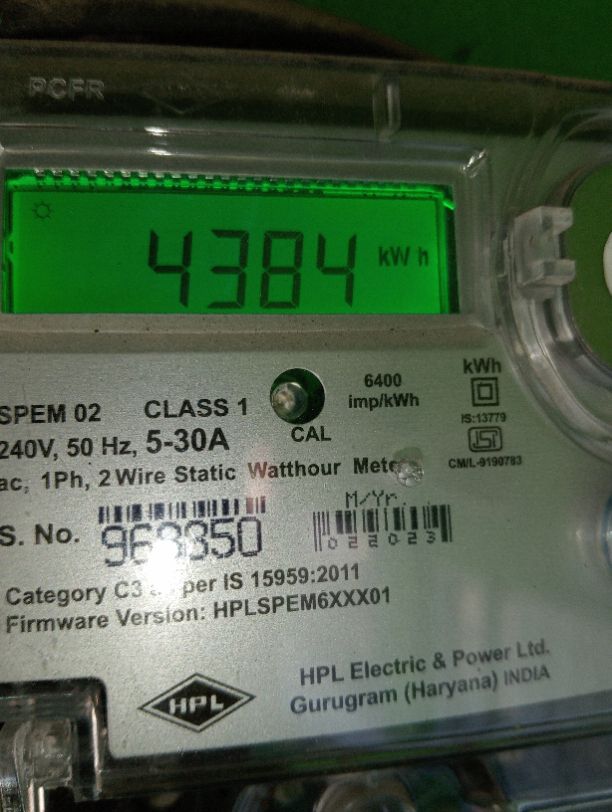 PCFR
4384 kWh
kWh
6400
imp/kWh
SPEM 02 CLASS 1
CAL
IS:13779
240V, 50 Hz, 5-30A
CM/L-9190783
ac, 1Ph, 2 Wire Static Watthour Meter
M/Yr.
S. No.
022023
Category C3 per IS 15959:2011
Firmware Version: HPLSPEM6XXX01
HPL
HPL Electric & Power Ltd.
Gurugram (Haryana) INDIA